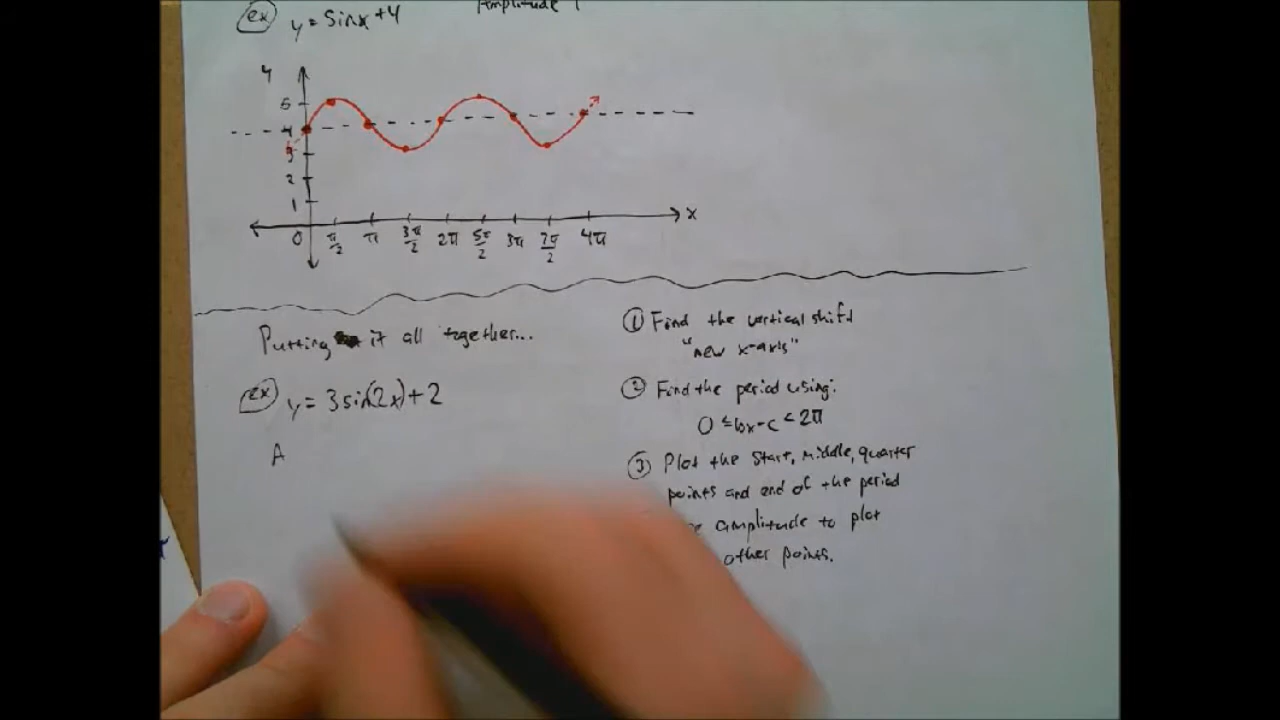 ex y = sinx + 4
Amplitude 1
y
5
4
3
2
1
0 π/2 π 3π/2 2π 5π/2 3π 7π/2 4π x
Putting it all together...
ex y = 3sin(2x)+2
A
① Find the vertical shift
"new x-axis"
② Find the period using:
0 ≤ bx-c ≤ 2π
③ Plot the start, middle, quarter
points and end of the period
amplitude to plot
other points.